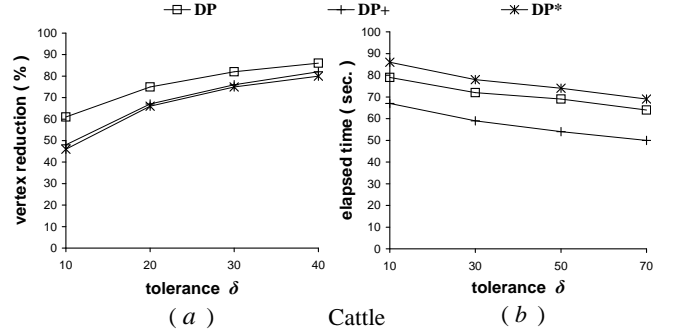 DP DP+ DP*
vertex reduction ( % )
100
90
80
70
60
50
40
30
20
10
0
10 20 30 40
tolerance δ
elapsed time ( sec. )
100
90
80
70
60
50
40
30
20
10
0
10 30 50 70
tolerance δ
( a ) Cattle ( b )